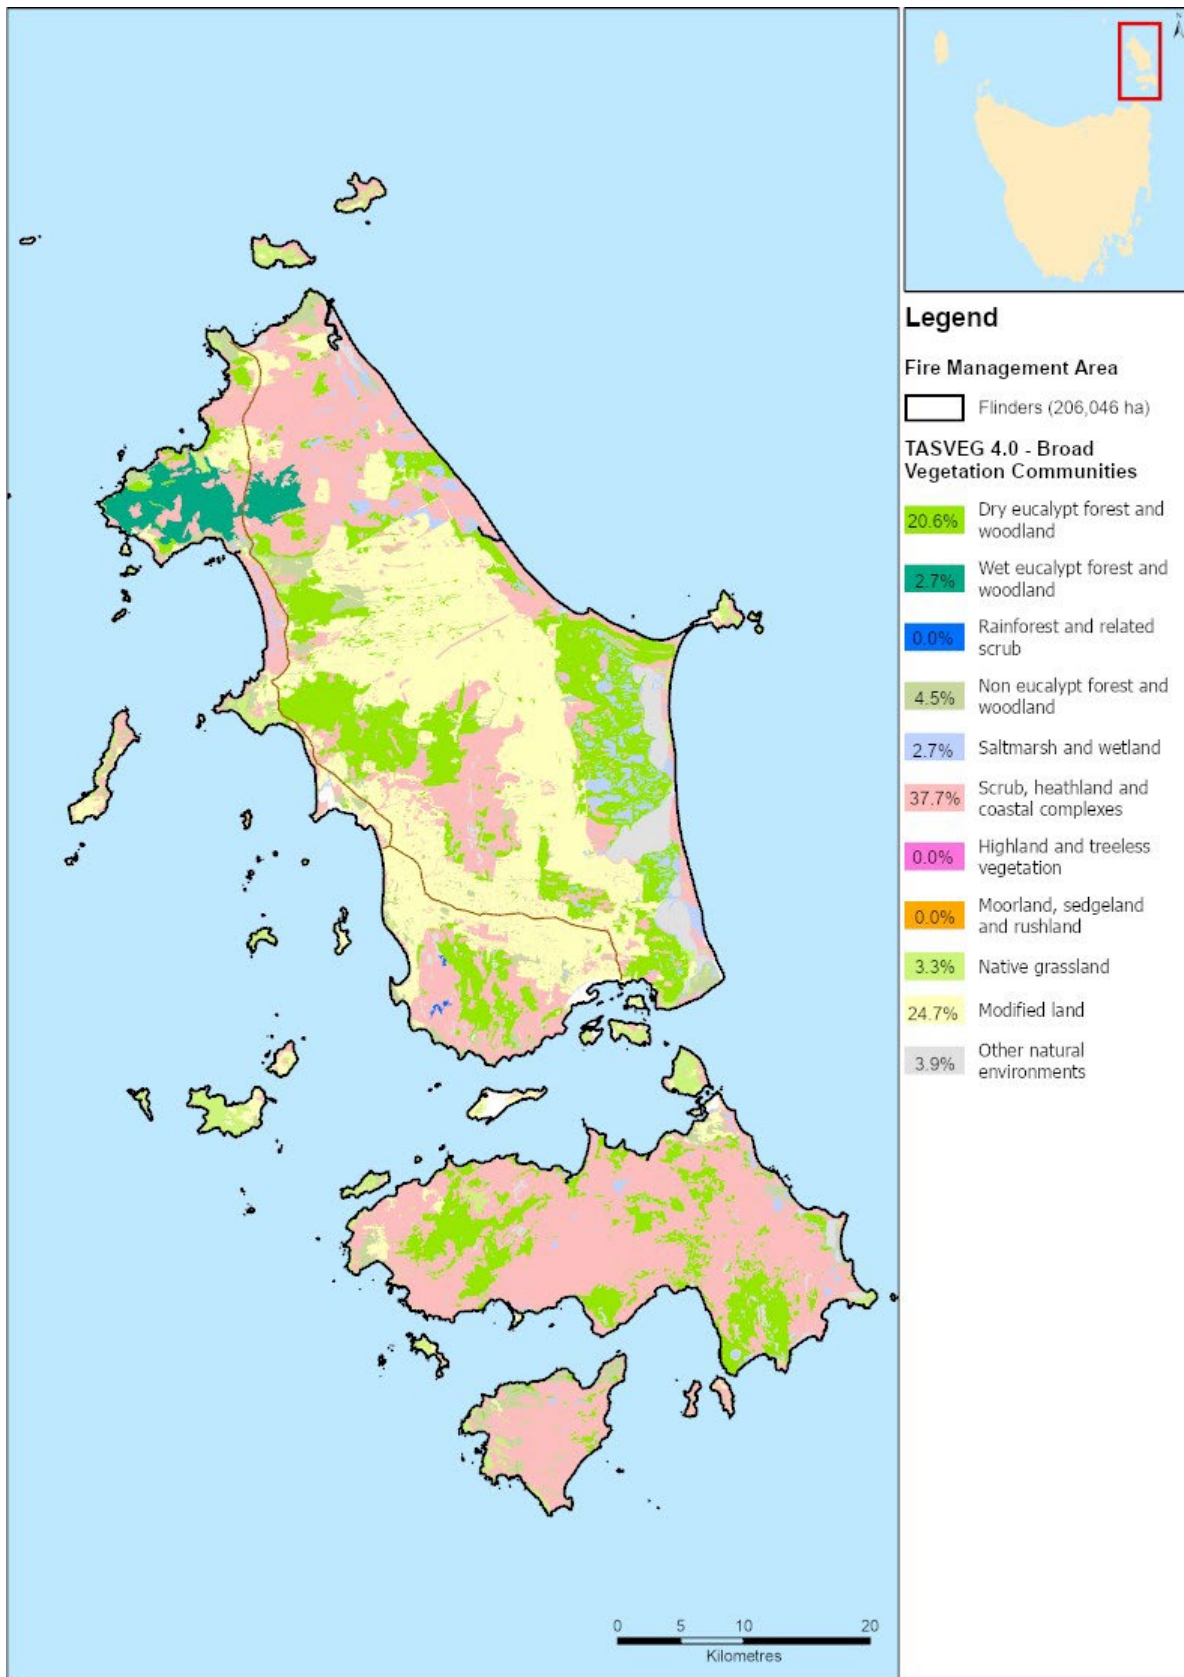 N
Legend
Fire Management Area
Flinders (206,046 ha)
TASVEG 4.0 - Broad
Vegetation Communities
20.6% Dry eucalypt forest and
woodland
2.7% Wet eucalypt forest and
woodland
0.0% Rainforest and related
scrub
4.5% Non eucalypt forest and
woodland
2.7% Saltmarsh and wetland
37.7% Scrub, heathland and
coastal complexes
0.0% Highland and treeless
vegetation
0.0% Moorland, sedgeland
and rushland
3.3% Native grassland
24.7% Modified land
3.9% Other natural
environments
0 5 10 20
Kilometres